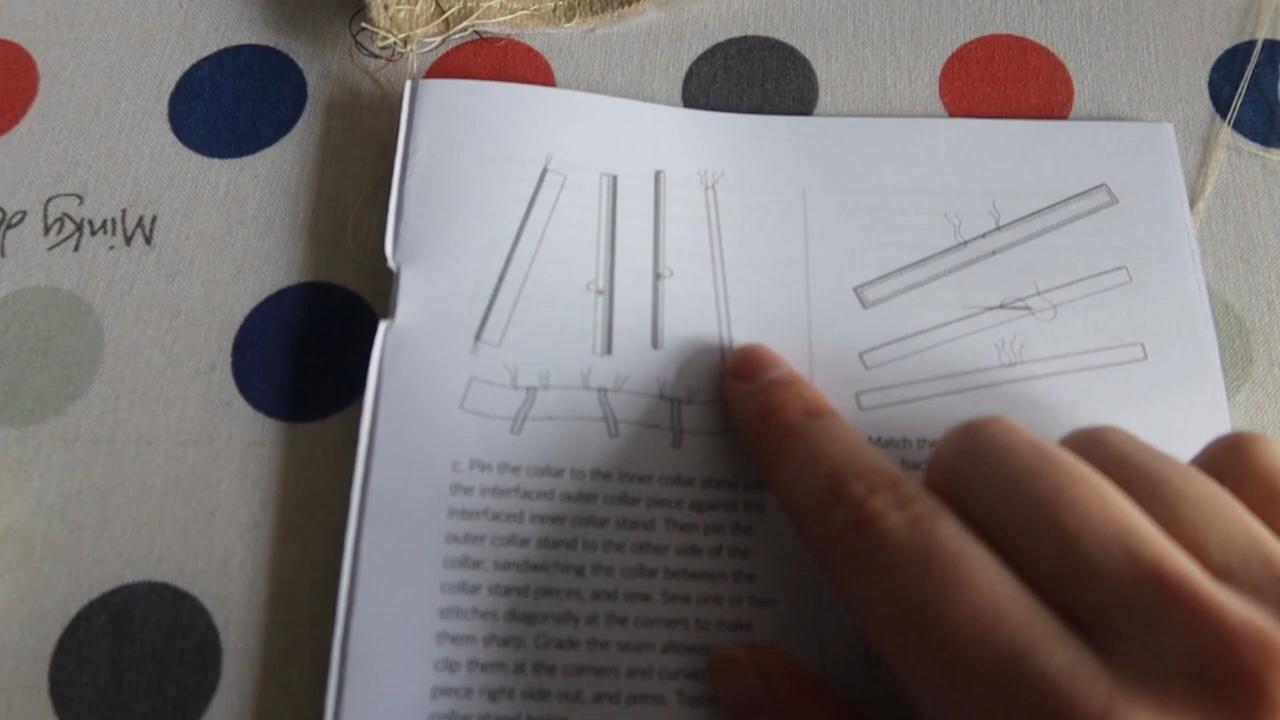 Minky d
c. Pin the collar to the inner collar stand
the interfaced outer collar piece against the
interfaced inner collar stand. Then pin the
outer collar stand to the other side of the
collar, sandwiching the collar between the
collar stand pieces, and sew. Sew one or two
stitches diagonally at the corners to make
them sharp. Grade the seam
clip them at the corners and
piece right side out, and press.
collar stand
Match the